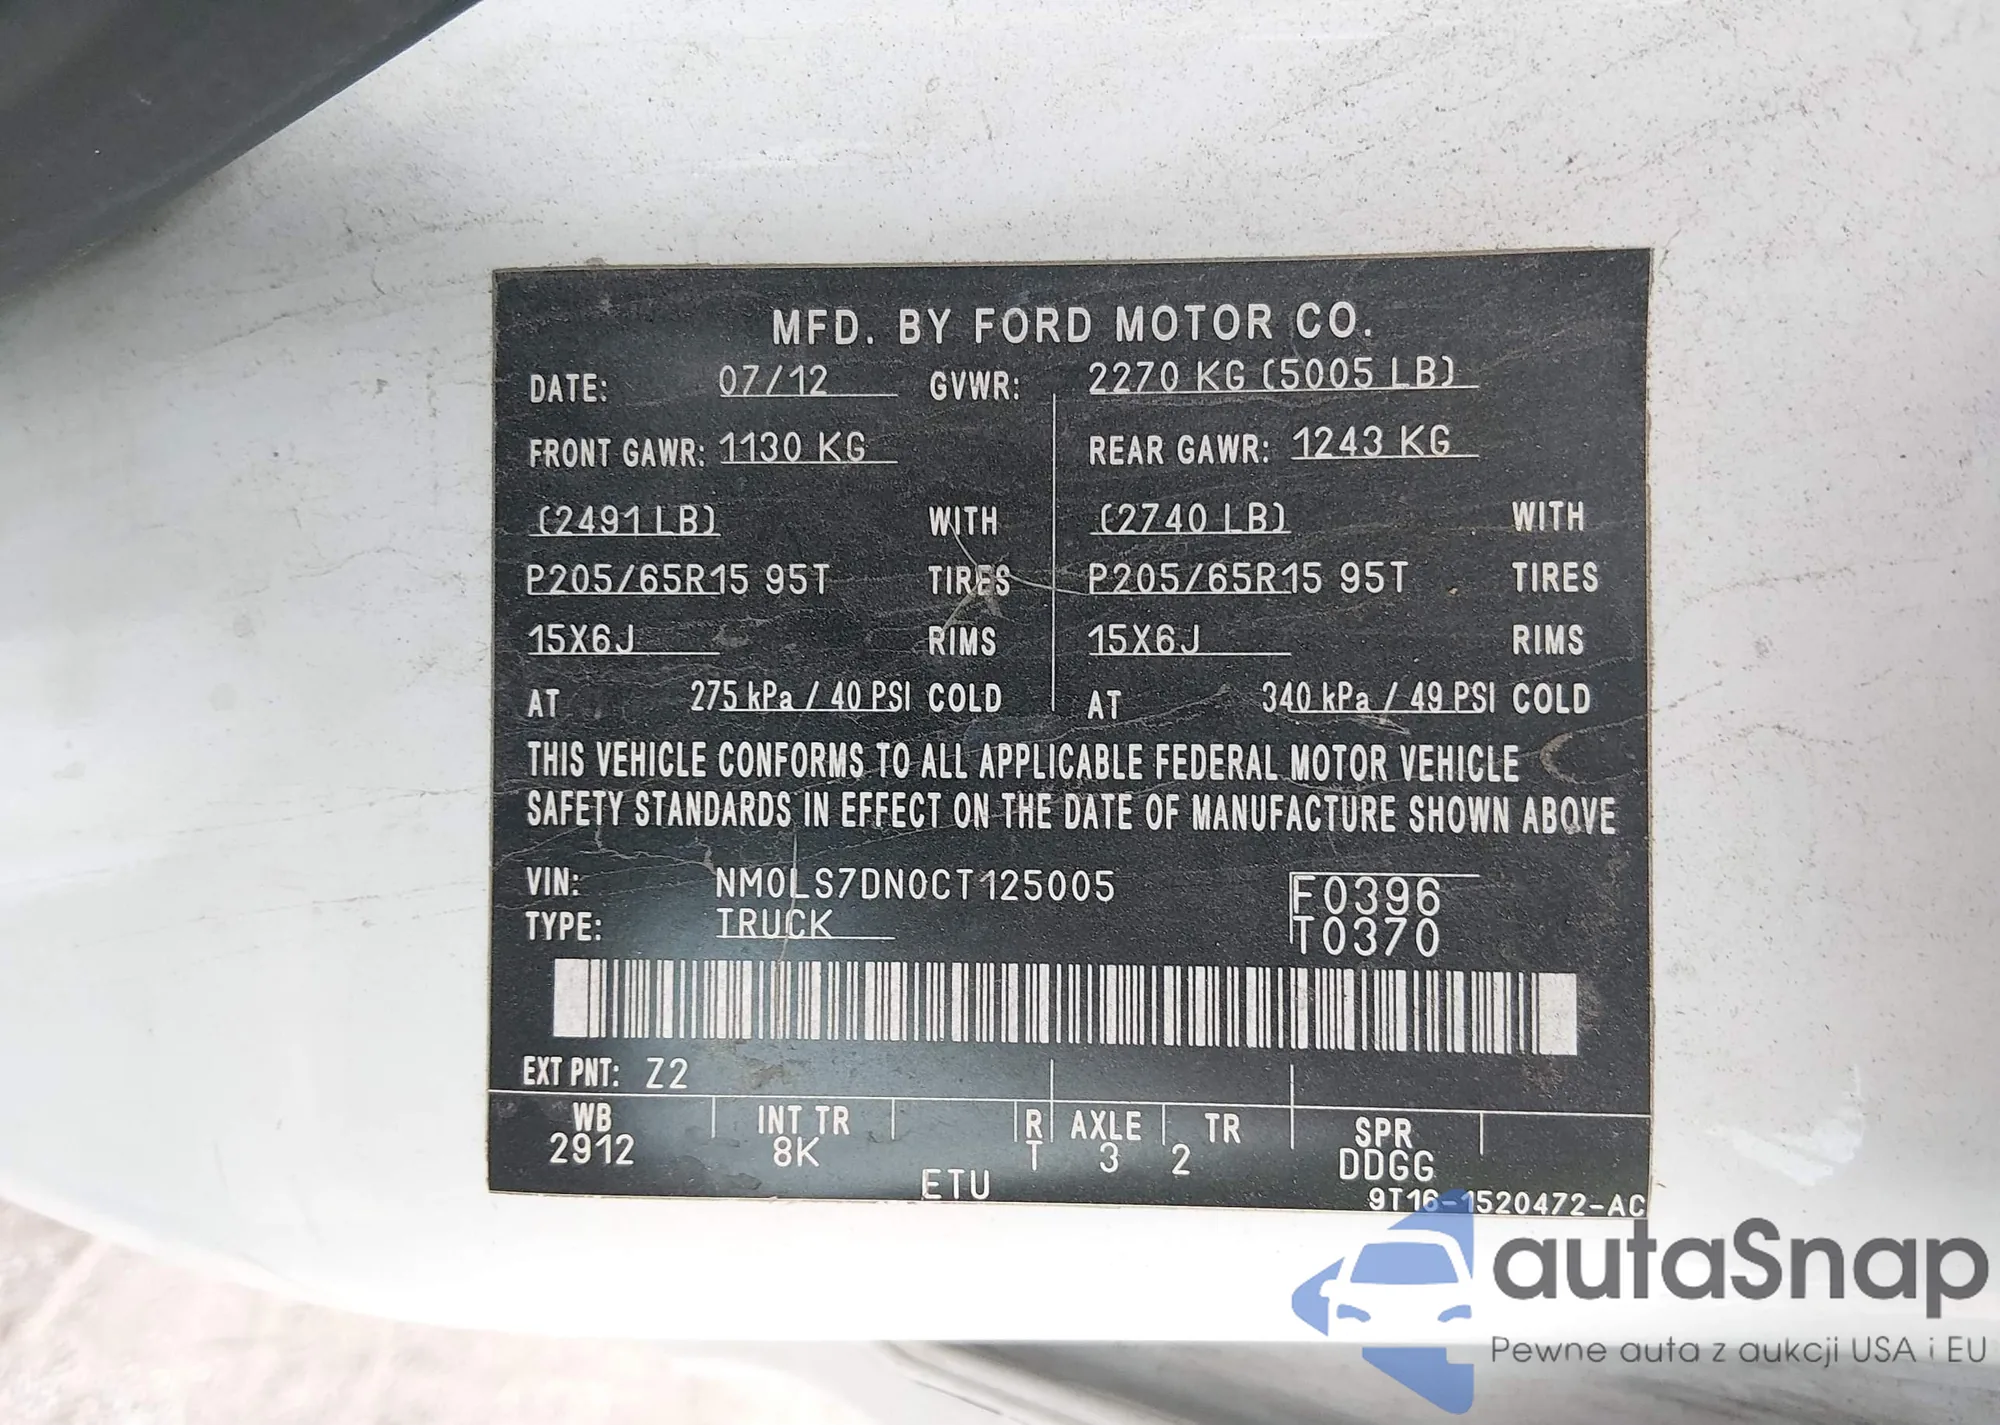 MFD. BY FORD MOTOR CO.
DATE: 07/12 GVWR: 2270 KG (5005 LB)
FRONT GAWR: 1130 KG REAR GAWR: 1243 KG
(2491 LB) WITH (2740 LB) WITH
P205/65R15 95T TIRES P205/65R15 95T TIRES
15X6J RIMS 15X6J RIMS
AT 275 kPa / 40 PSI COLD AT 340 kPa / 49 PSI COLD
THIS VEHICLE CONFORMS TO ALL APPLICABLE FEDERAL MOTOR VEHICLE
SAFETY STANDARDS IN EFFECT ON THE DATE OF MANUFACTURE SHOWN ABOVE
VIN: NM0LS7DN0CT125005 F0396
TYPE: TRUCK T0370
EXT PNT: Z2
WB INT TR R AXLE TR SPR
2912 8K T 3 2 DDGG
ETU
9T16-1520472-AC
autaSnap
Pewne auta z aukcji USA i EU